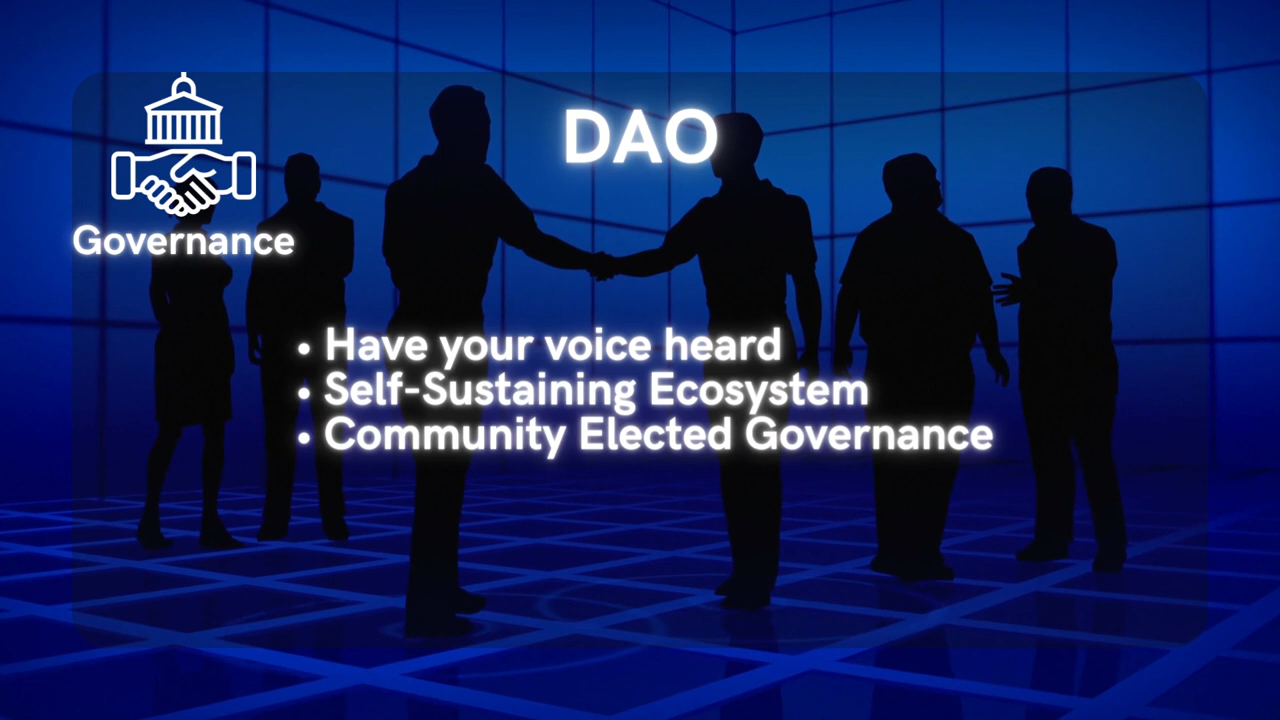 DAO
Governance
• Have your voice heard
• Self-Sustaining Ecosystem
• Community Elected Governance